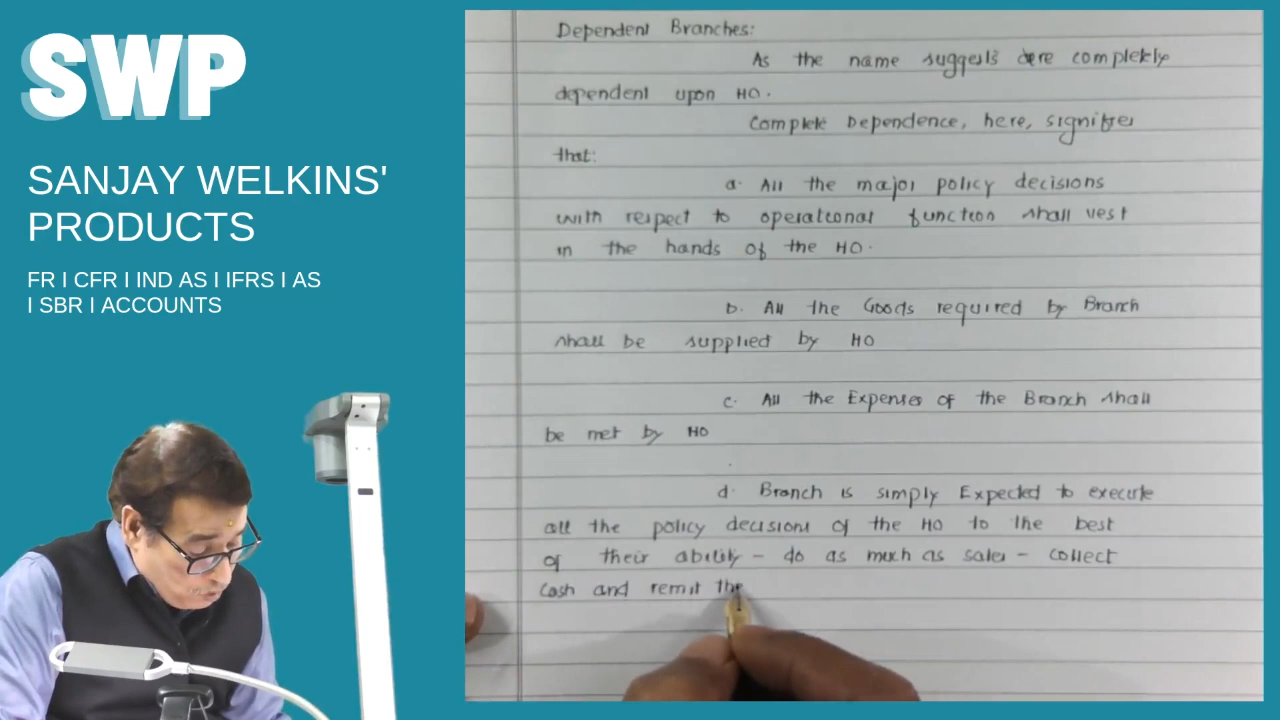 SWP
SANJAY WELKINS'
PRODUCTS
FR I CFR I IND AS I IFRS I AS
I SBR I ACCOUNTS
Dependent Branches:
As the name suggests are completely
dependent upon HO.
Complete Dependence, here, signifies
that:
a. All the major policy decisions
with respect to operational function shall vest
in the hands of the HO.
b. All the Goods required by Branch
shall be supplied by HO
c. All the Expenses of the Branch shall
be met by HO
d. Branch is simply Expected to execute
all the policy decisions of the HO to the best
of their ability - do as much as sales - collect
Cash and remit the